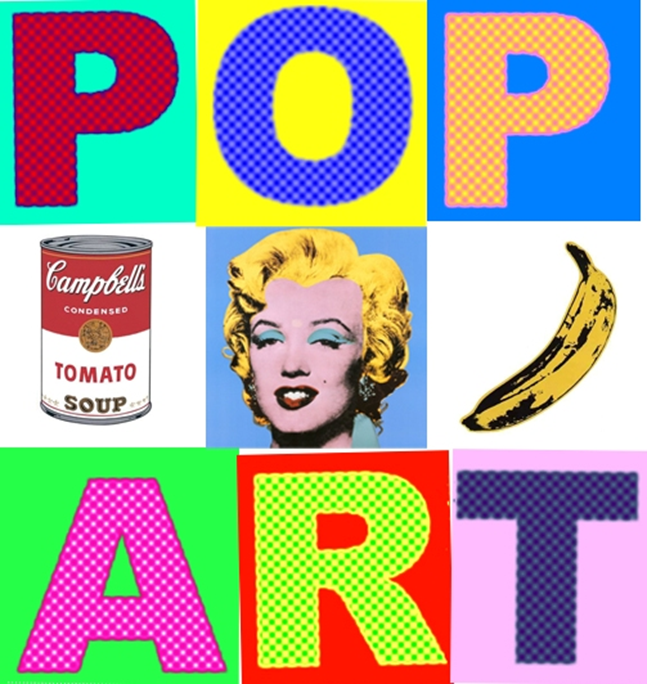 POP
Campbell's
CONDENSED
TOMATO
SOUP
ART